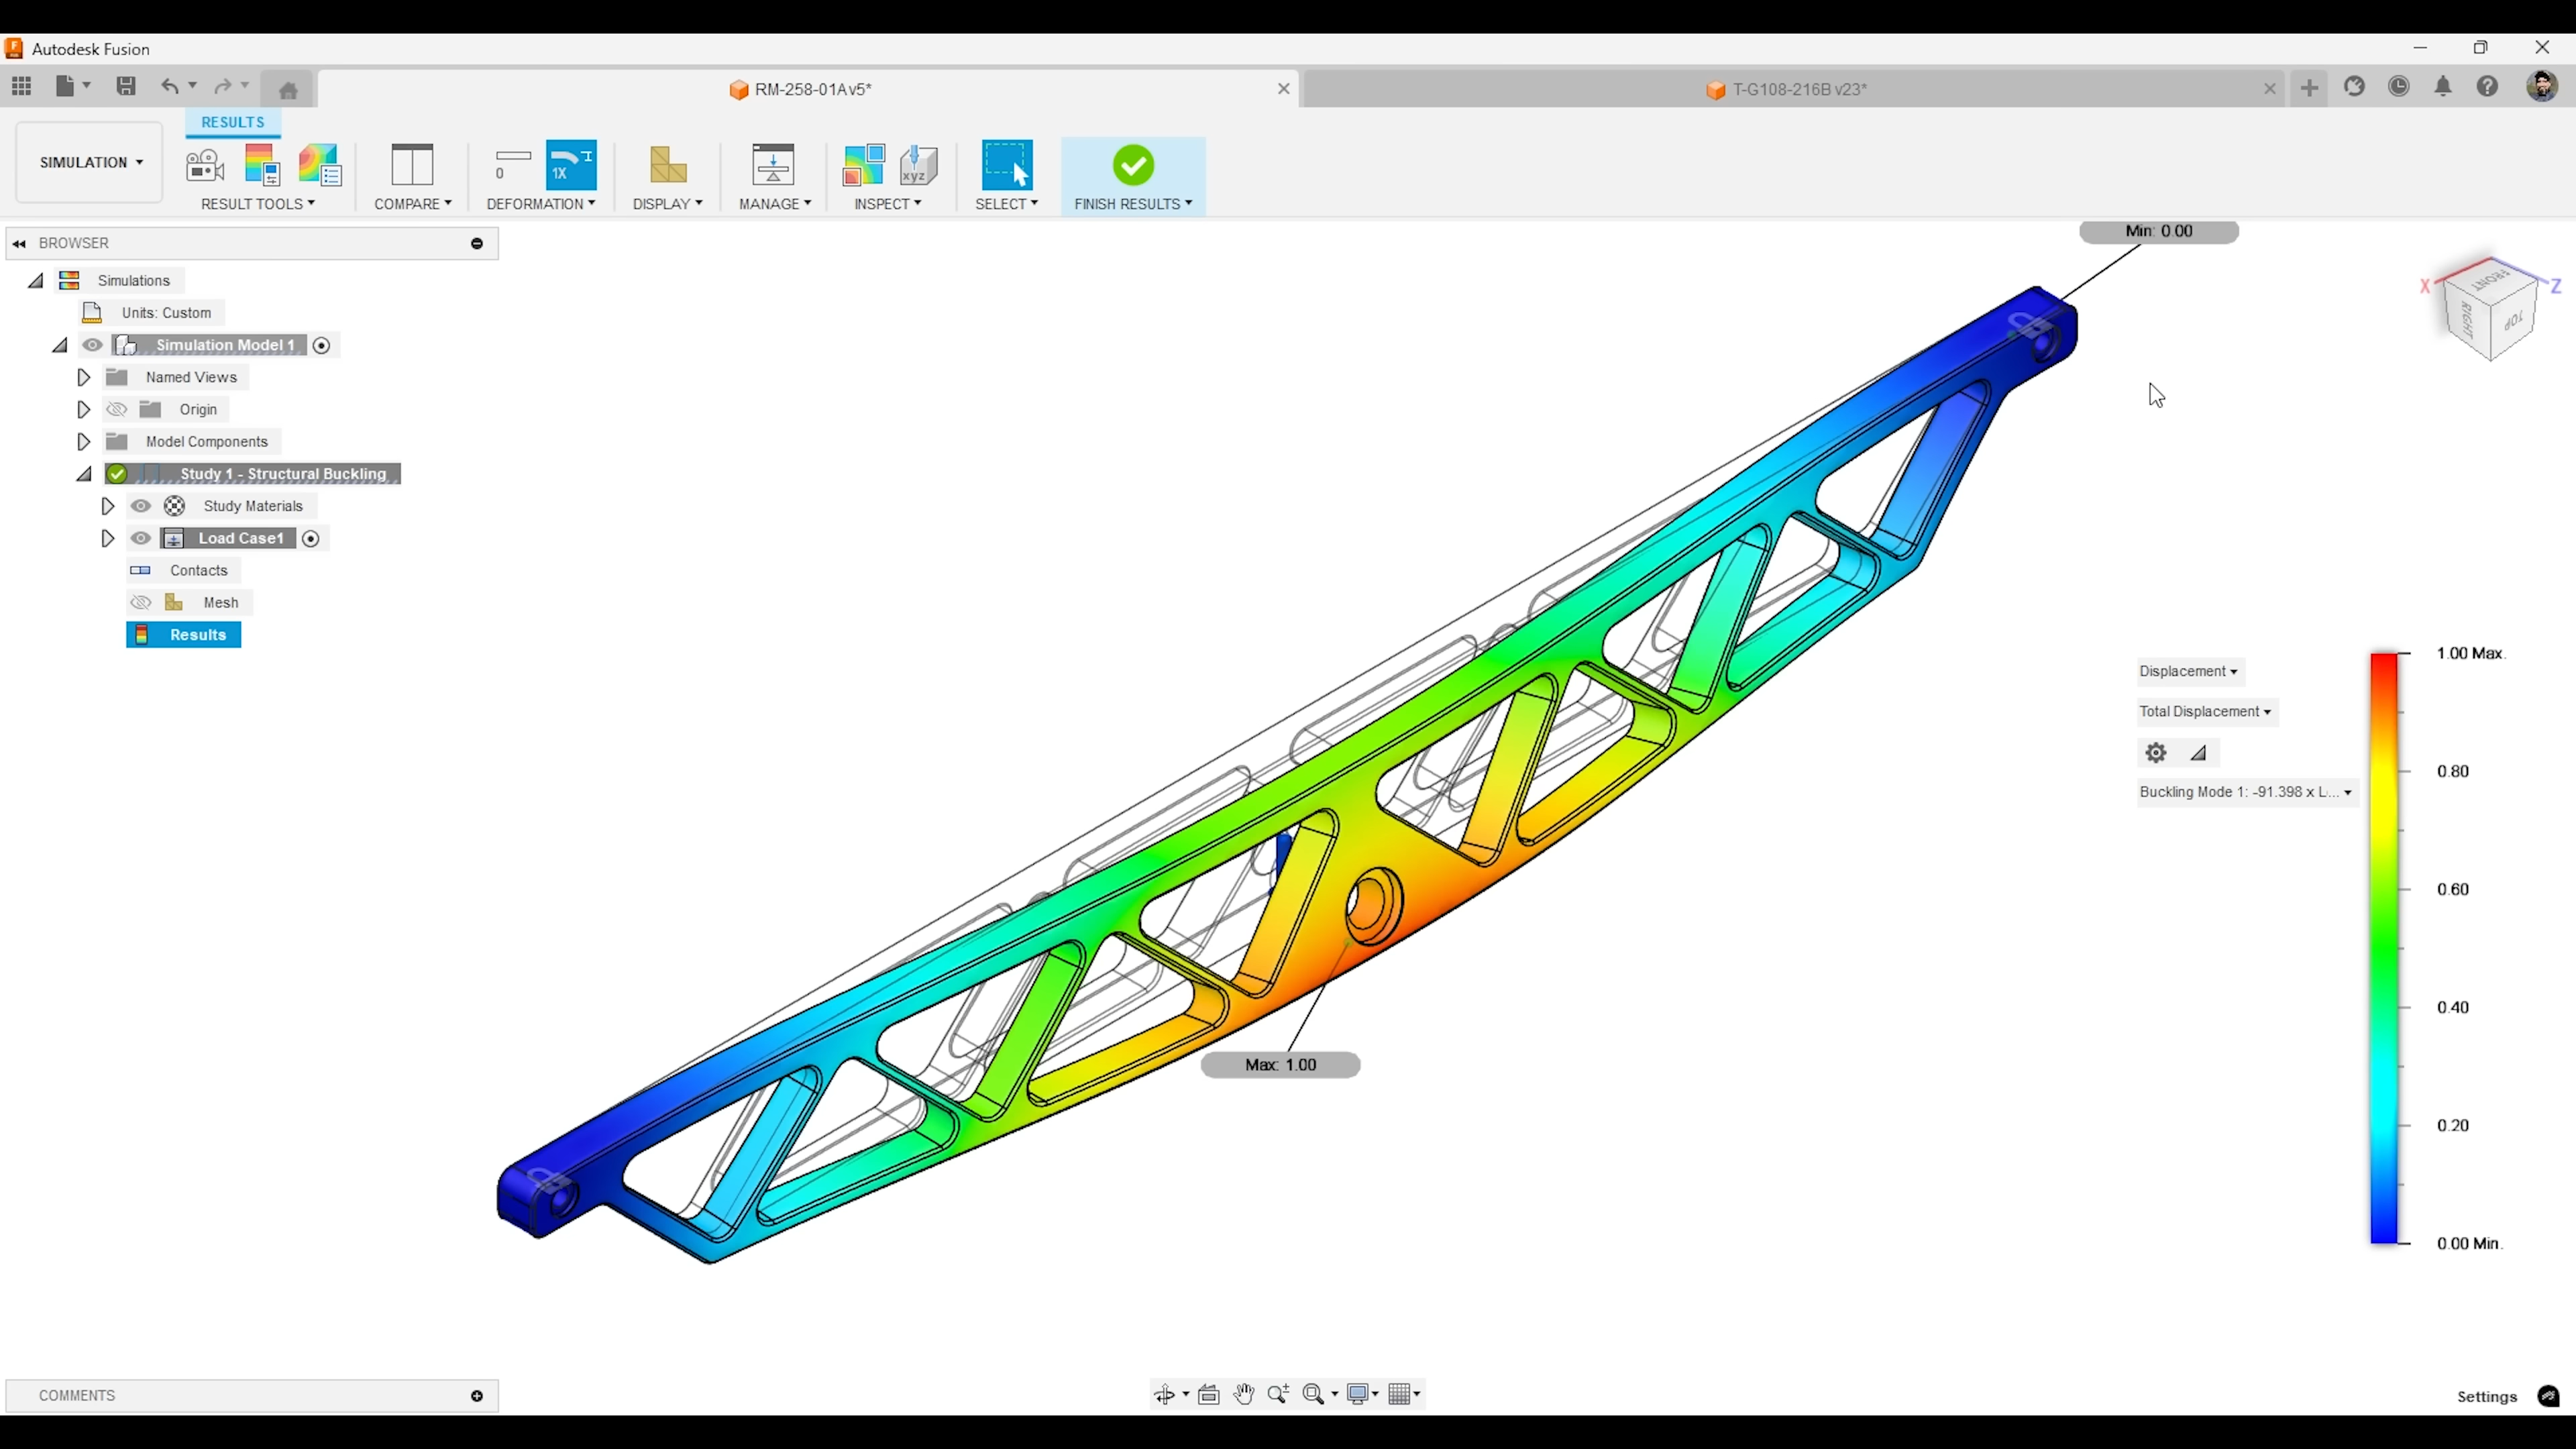 Autodesk Fusion
RM-258-01A v5*
T-G108-216B v23*
RESULTS
SIMULATION
0
1X
xyz
RESULT TOOLS
COMPARE
DEFORMATION
DISPLAY
MANAGE
INSPECT
SELECT
FINISH RESULTS
BROWSER
Simulations
Units: Custom
Simulation Model 1
Named Views
Origin
Model Components
Study 1 - Structural Buckling
Study Materials
Load Case1
Contacts
Mesh
Results
Min: 0.00
X
Z
FRONT
RIGHT
TOP
Max: 1.00
Displacement
Total Displacement
Buckling Mode 1: -91.398 x L...
1.00 Max.
0.80
0.60
0.40
0.20
0.00 Min.
COMMENTS
Settings